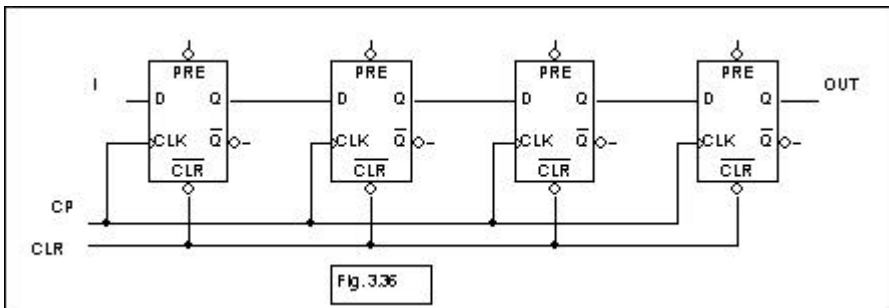 PRE PRE PRE PRE
I D Q D Q D Q D Q OUT
CLK Q CLK Q CLK Q CLK Q
CLR CLR CLR CLR
CP
CLR
Fig. 3.36